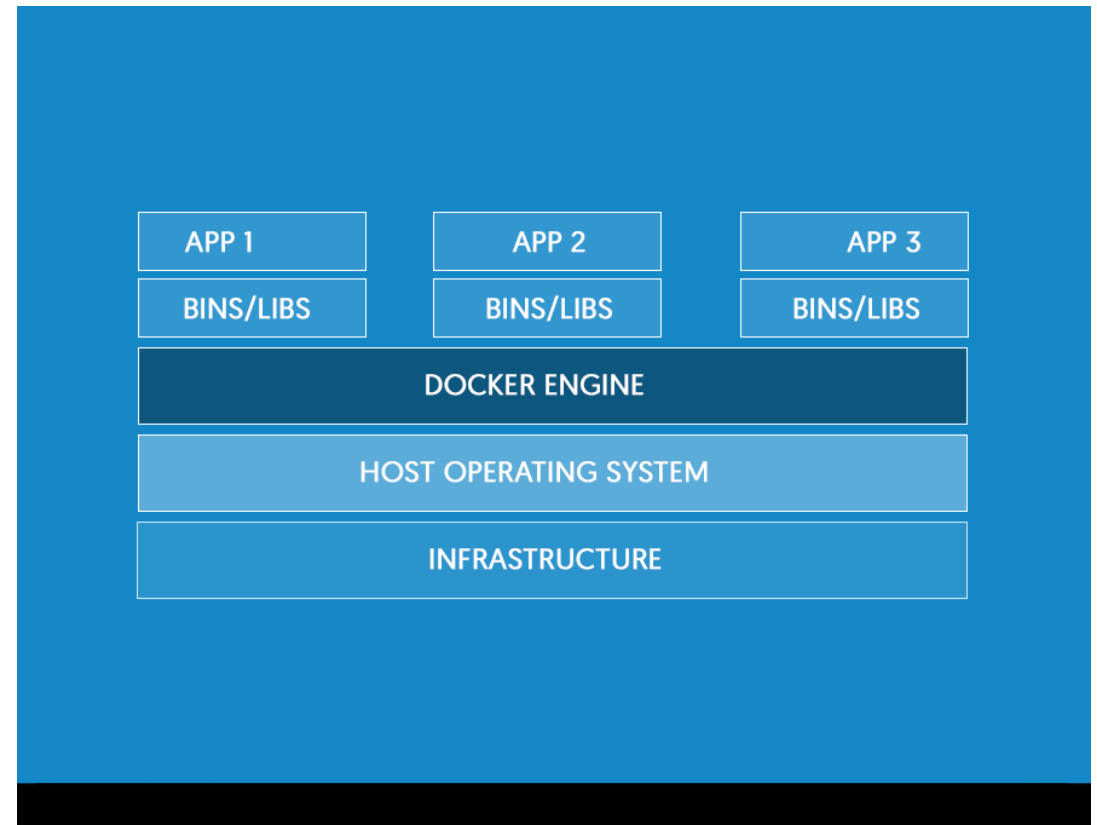 APP 1
APP 2
APP 3
BINS/LIBS
BINS/LIBS
BINS/LIBS
DOCKER ENGINE
HOST OPERATING SYSTEM
INFRASTRUCTURE